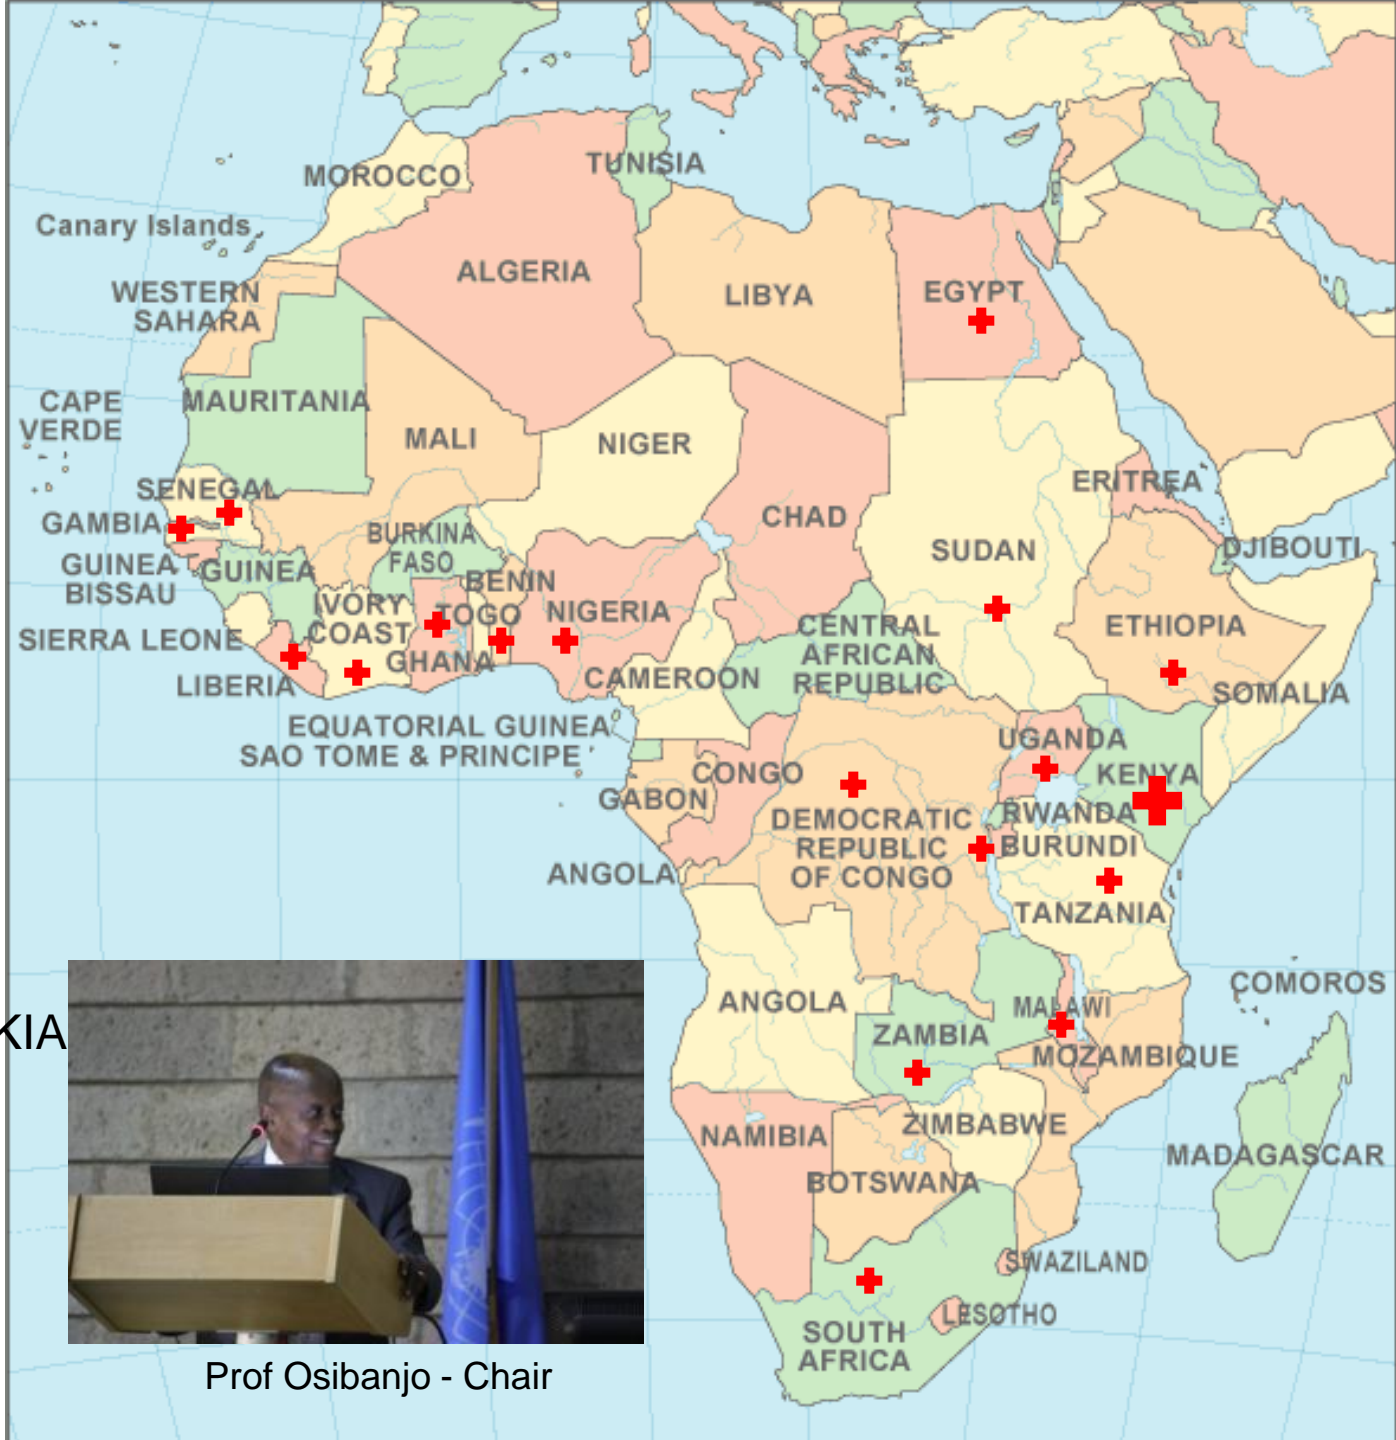 TUNISIA
MOROCCO
Canary Islands
ALGERIA
LIBYA
EGYPT
WESTERN
SAHARA
CAPE
VERDE
MAURITANIA
MALI
NIGER
CHAD
SUDAN
ERITREA
SENEGAL
GAMBIA
BURKINA
FASO
DJIBOUTI
GUINEA
BISSAU
GUINEA
BENIN
IVORY
COAST
TOGO
NIGERIA
SIERRA LEONE
GHANA
CENTRAL
AFRICAN
REPUBLIC
ETHIOPIA
LIBERIA
CAMEROON
SOMALIA
EQUATORIAL GUINEA
SAO TOME & PRINCIPE
UGANDA
CONGO
KENYA
GABON
RWANDA
DEMOCRATIC
REPUBLIC
OF CONGO
BURUNDI
ANGOLA
TANZANIA
COMOROS
ANGOLA
MALAWI
KIA
ZAMBIA
MOZAMBIQUE
NAMIBIA
ZIMBABWE
MADAGASCAR
BOTSWANA
SWAZILAND
LESOTHO
SOUTH
AFRICA
Prof Osibanjo - Chair